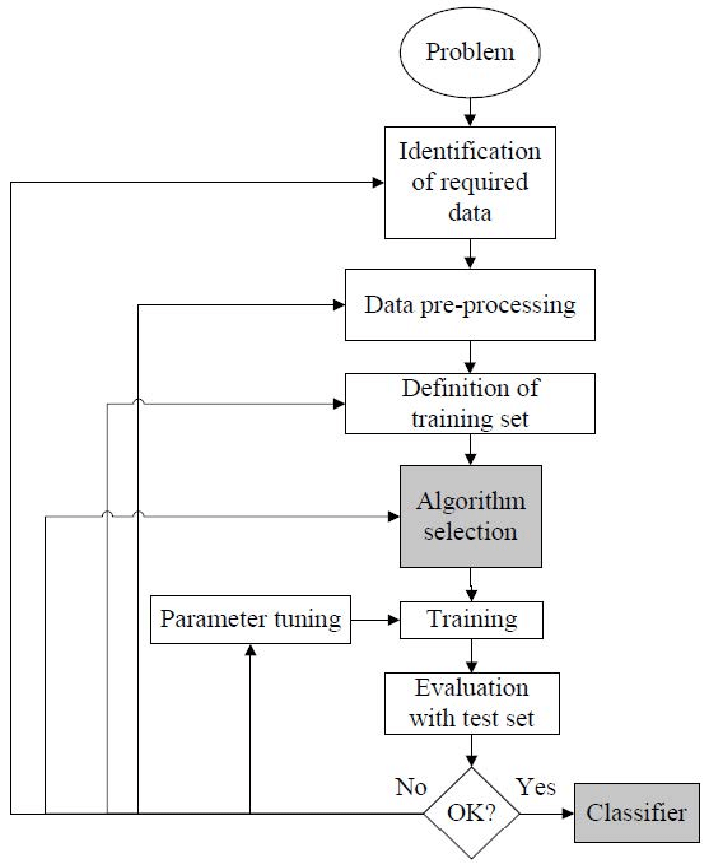 Problem
Identification
of required
data
Data pre-processing
Definition of
training set
Algorithm
selection
Parameter tuning
Training
Evaluation
with test set
No
Yes
OK?
Classifier